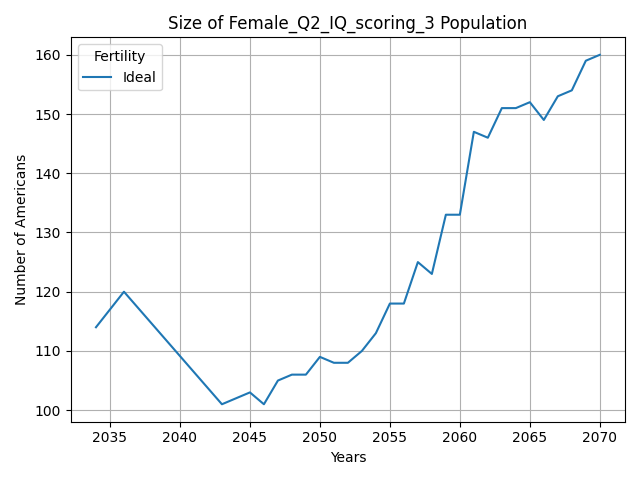 Size of Female_Q2_IQ_scoring_3 Population
Fertility
Ideal
Number of Americans
160
150
140
130
120
110
100
2035 2040 2045 2050 2055 2060 2065 2070
Years